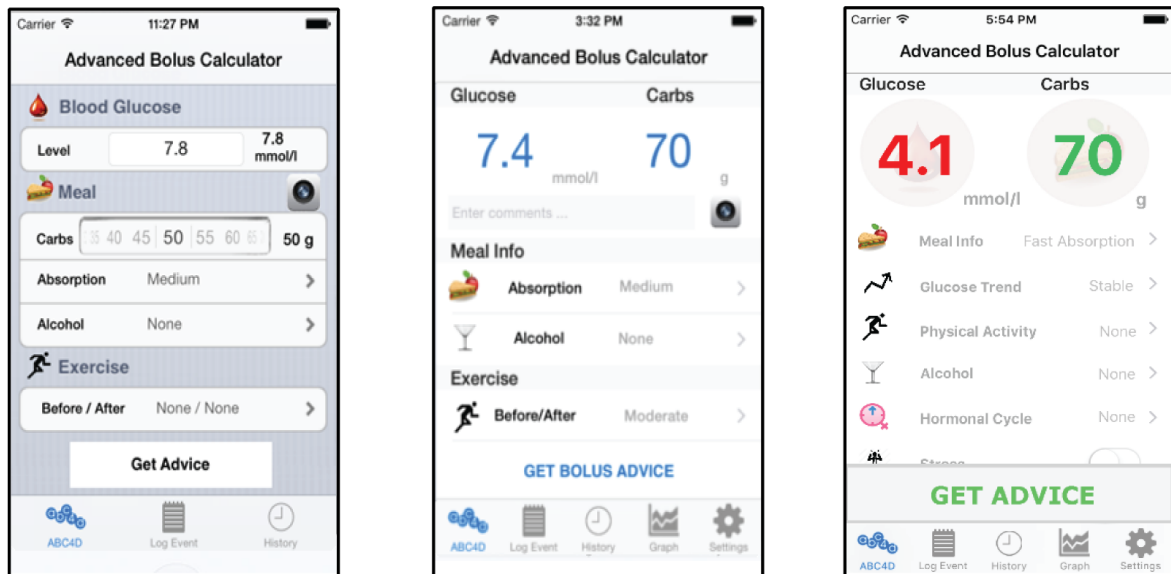 Carrier 11:27 PM
Advanced Bolus Calculator
Blood Glucose
Level 7.8 7.8 mmol/l
Meal
Carbs 35 40 45 50 55 60 65 50 g
Absorption Medium
Alcohol None
Exercise
Before / After None / None
Get Advice
ABC4D Log Event History
Carrier 3:32 PM
Advanced Bolus Calculator
Glucose Carbs
7.4 mmol/l 70 g
Enter comments ...
Meal Info
Absorption Medium
Alcohol None
Exercise
Before/After Moderate
GET BOLUS ADVICE
ABC4D Log Event History Graph Settings
Carrier 5:54 PM
Advanced Bolus Calculator
Glucose Carbs
4.1 mmol/l 70 g
Meal Info Fast Absorption
Glucose Trend Stable
Physical Activity None
Alcohol None
Hormonal Cycle None
GET ADVICE
ABC4D Log Event History Graph Settings